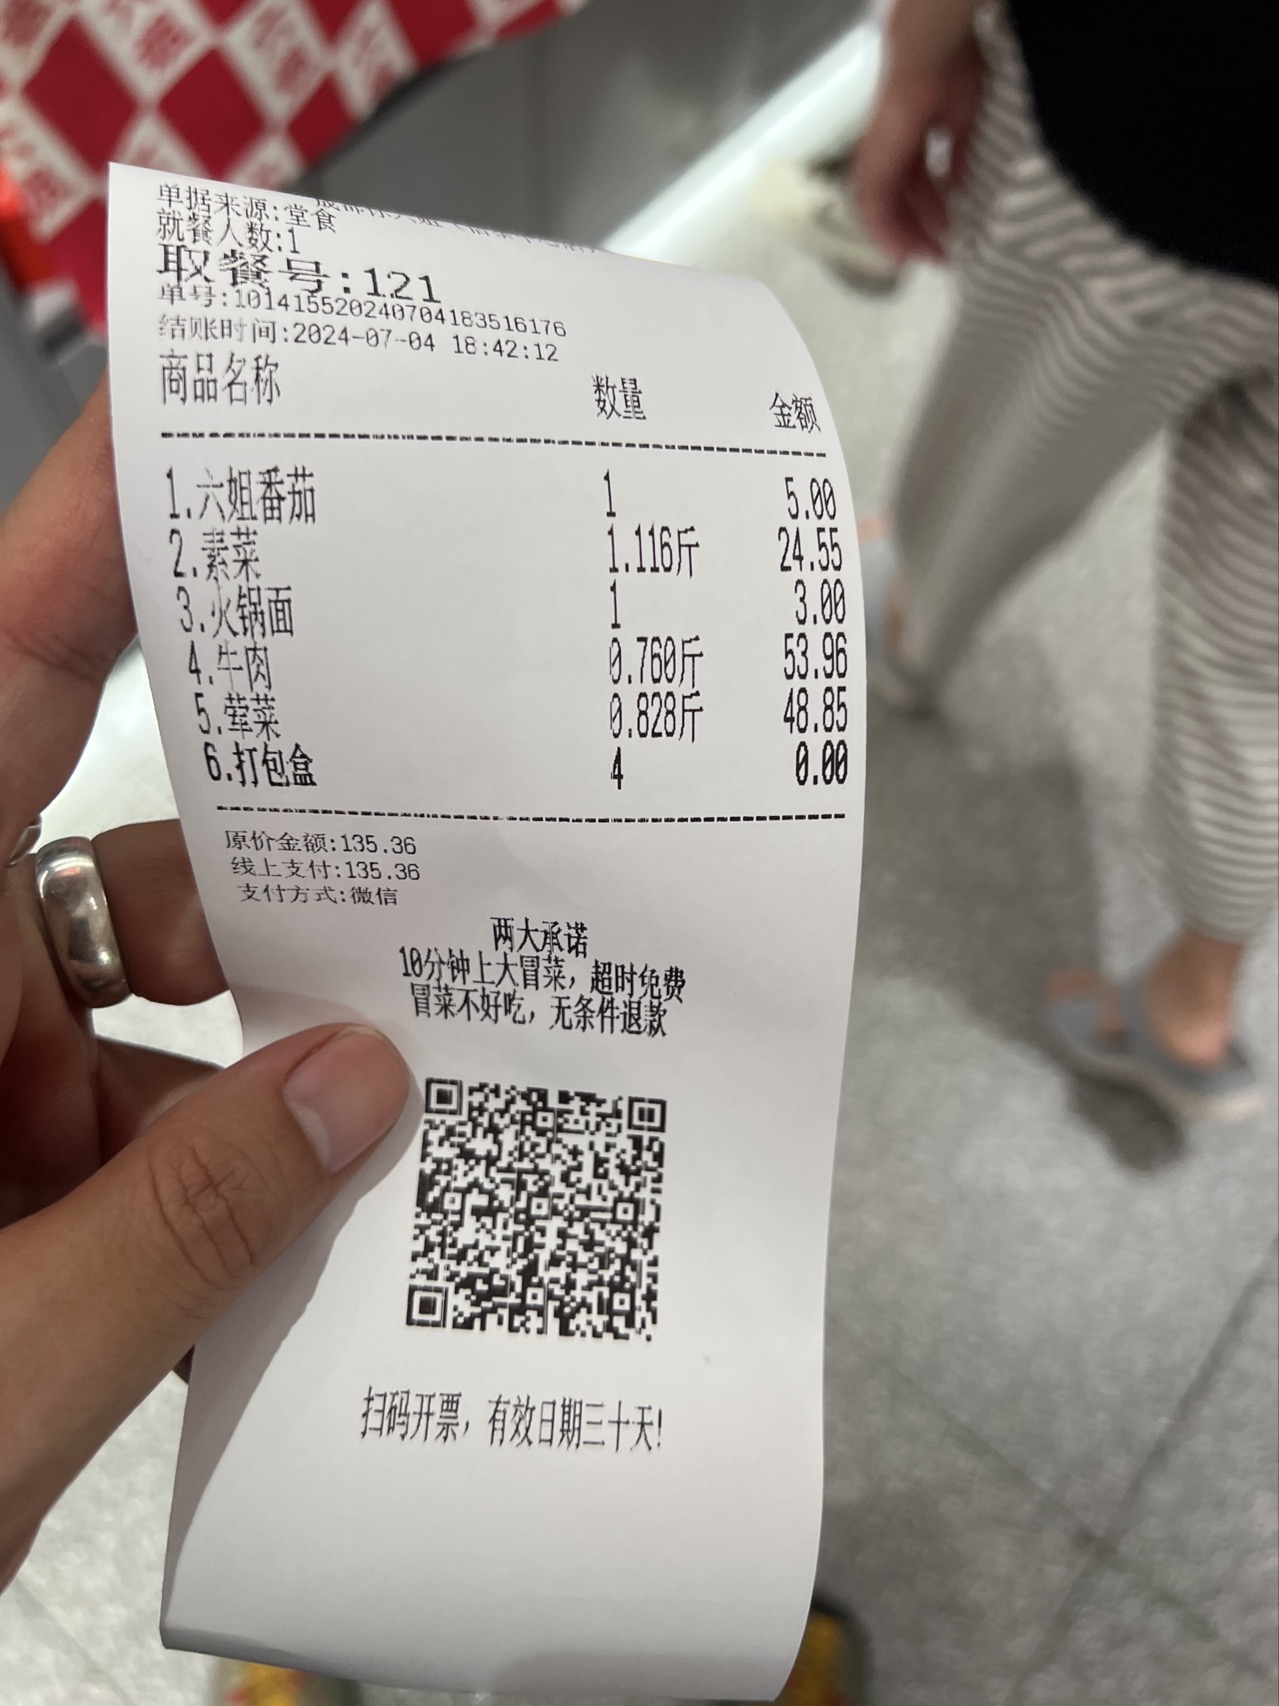 单据来源:堂食
就餐人数:1
取餐号:121
单号:10141552024070418351​6176
结账时间:2024-07-04 18:42:12
商品名称 数量 金额
1.六姐番茄 1 5.00
2.素菜 1.116斤 24.55
3.火锅面 1 3.00
4.牛肉 0.760斤 53.96
5.荤菜 0.828斤 48.85
6.打包盒 4 0.00
原价金额:135.36
线上支付:135.36
支付方式:微信
两大承诺
10分钟上大冒菜，超时免费
冒菜不好吃，无条件退款
扫码开票，有效日期三十天!